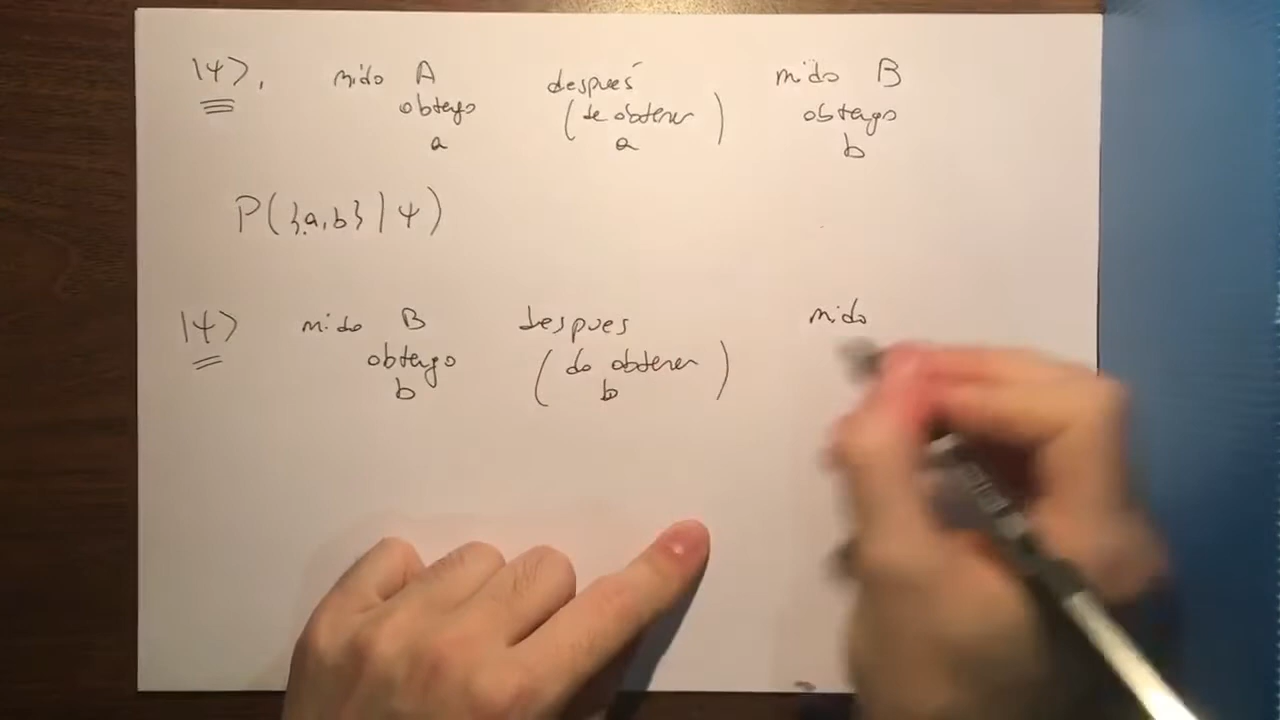 |ψ>, mido A después mido B
obtengo (de obtener) obtengo
a a b
P({a,b}|ψ)
|ψ> mido B despues mido
obtengo (de obtener)
b b